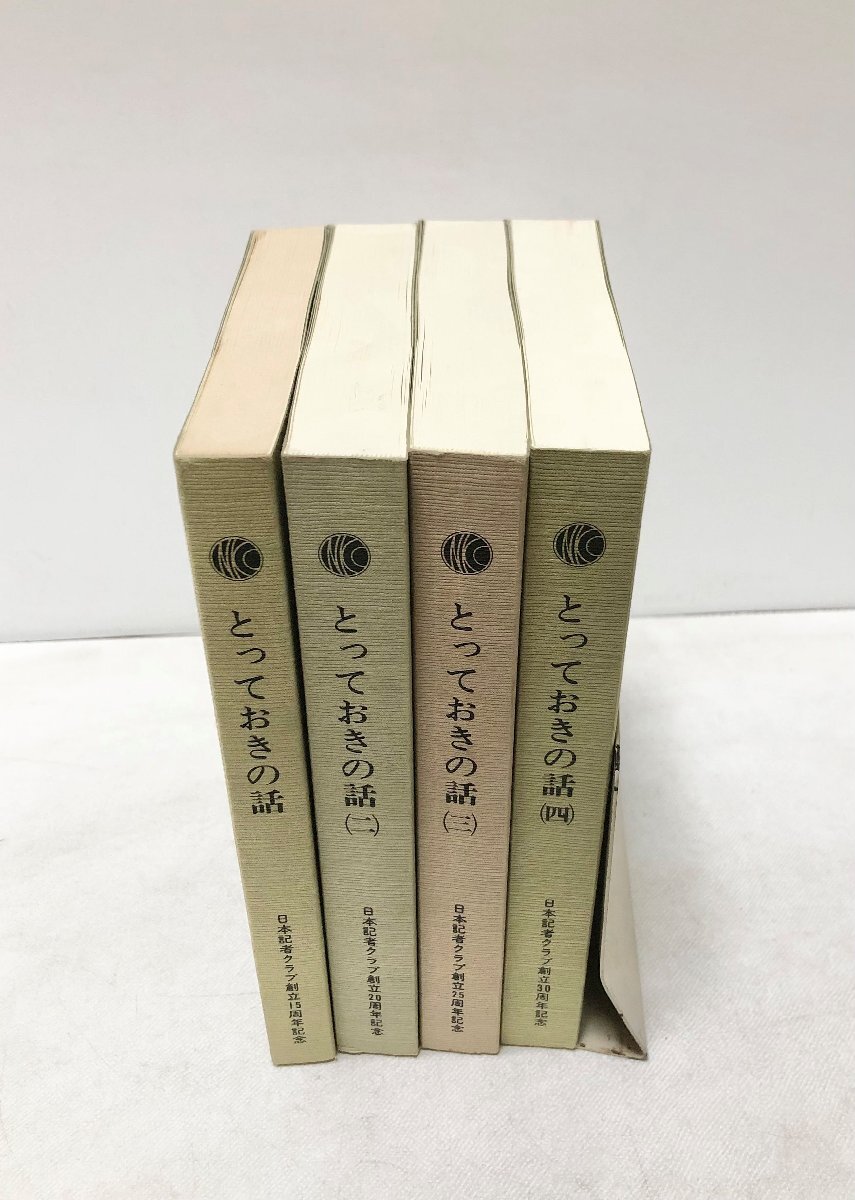 とっておきの話
日本記者クラブ創立15周年記念
とっておきの話(二)
日本記者クラブ創立20周年記念
とっておきの話(三)
日本記者クラブ創立25周年記念
とっておきの話(四)
日本記者クラブ創立30周年記念